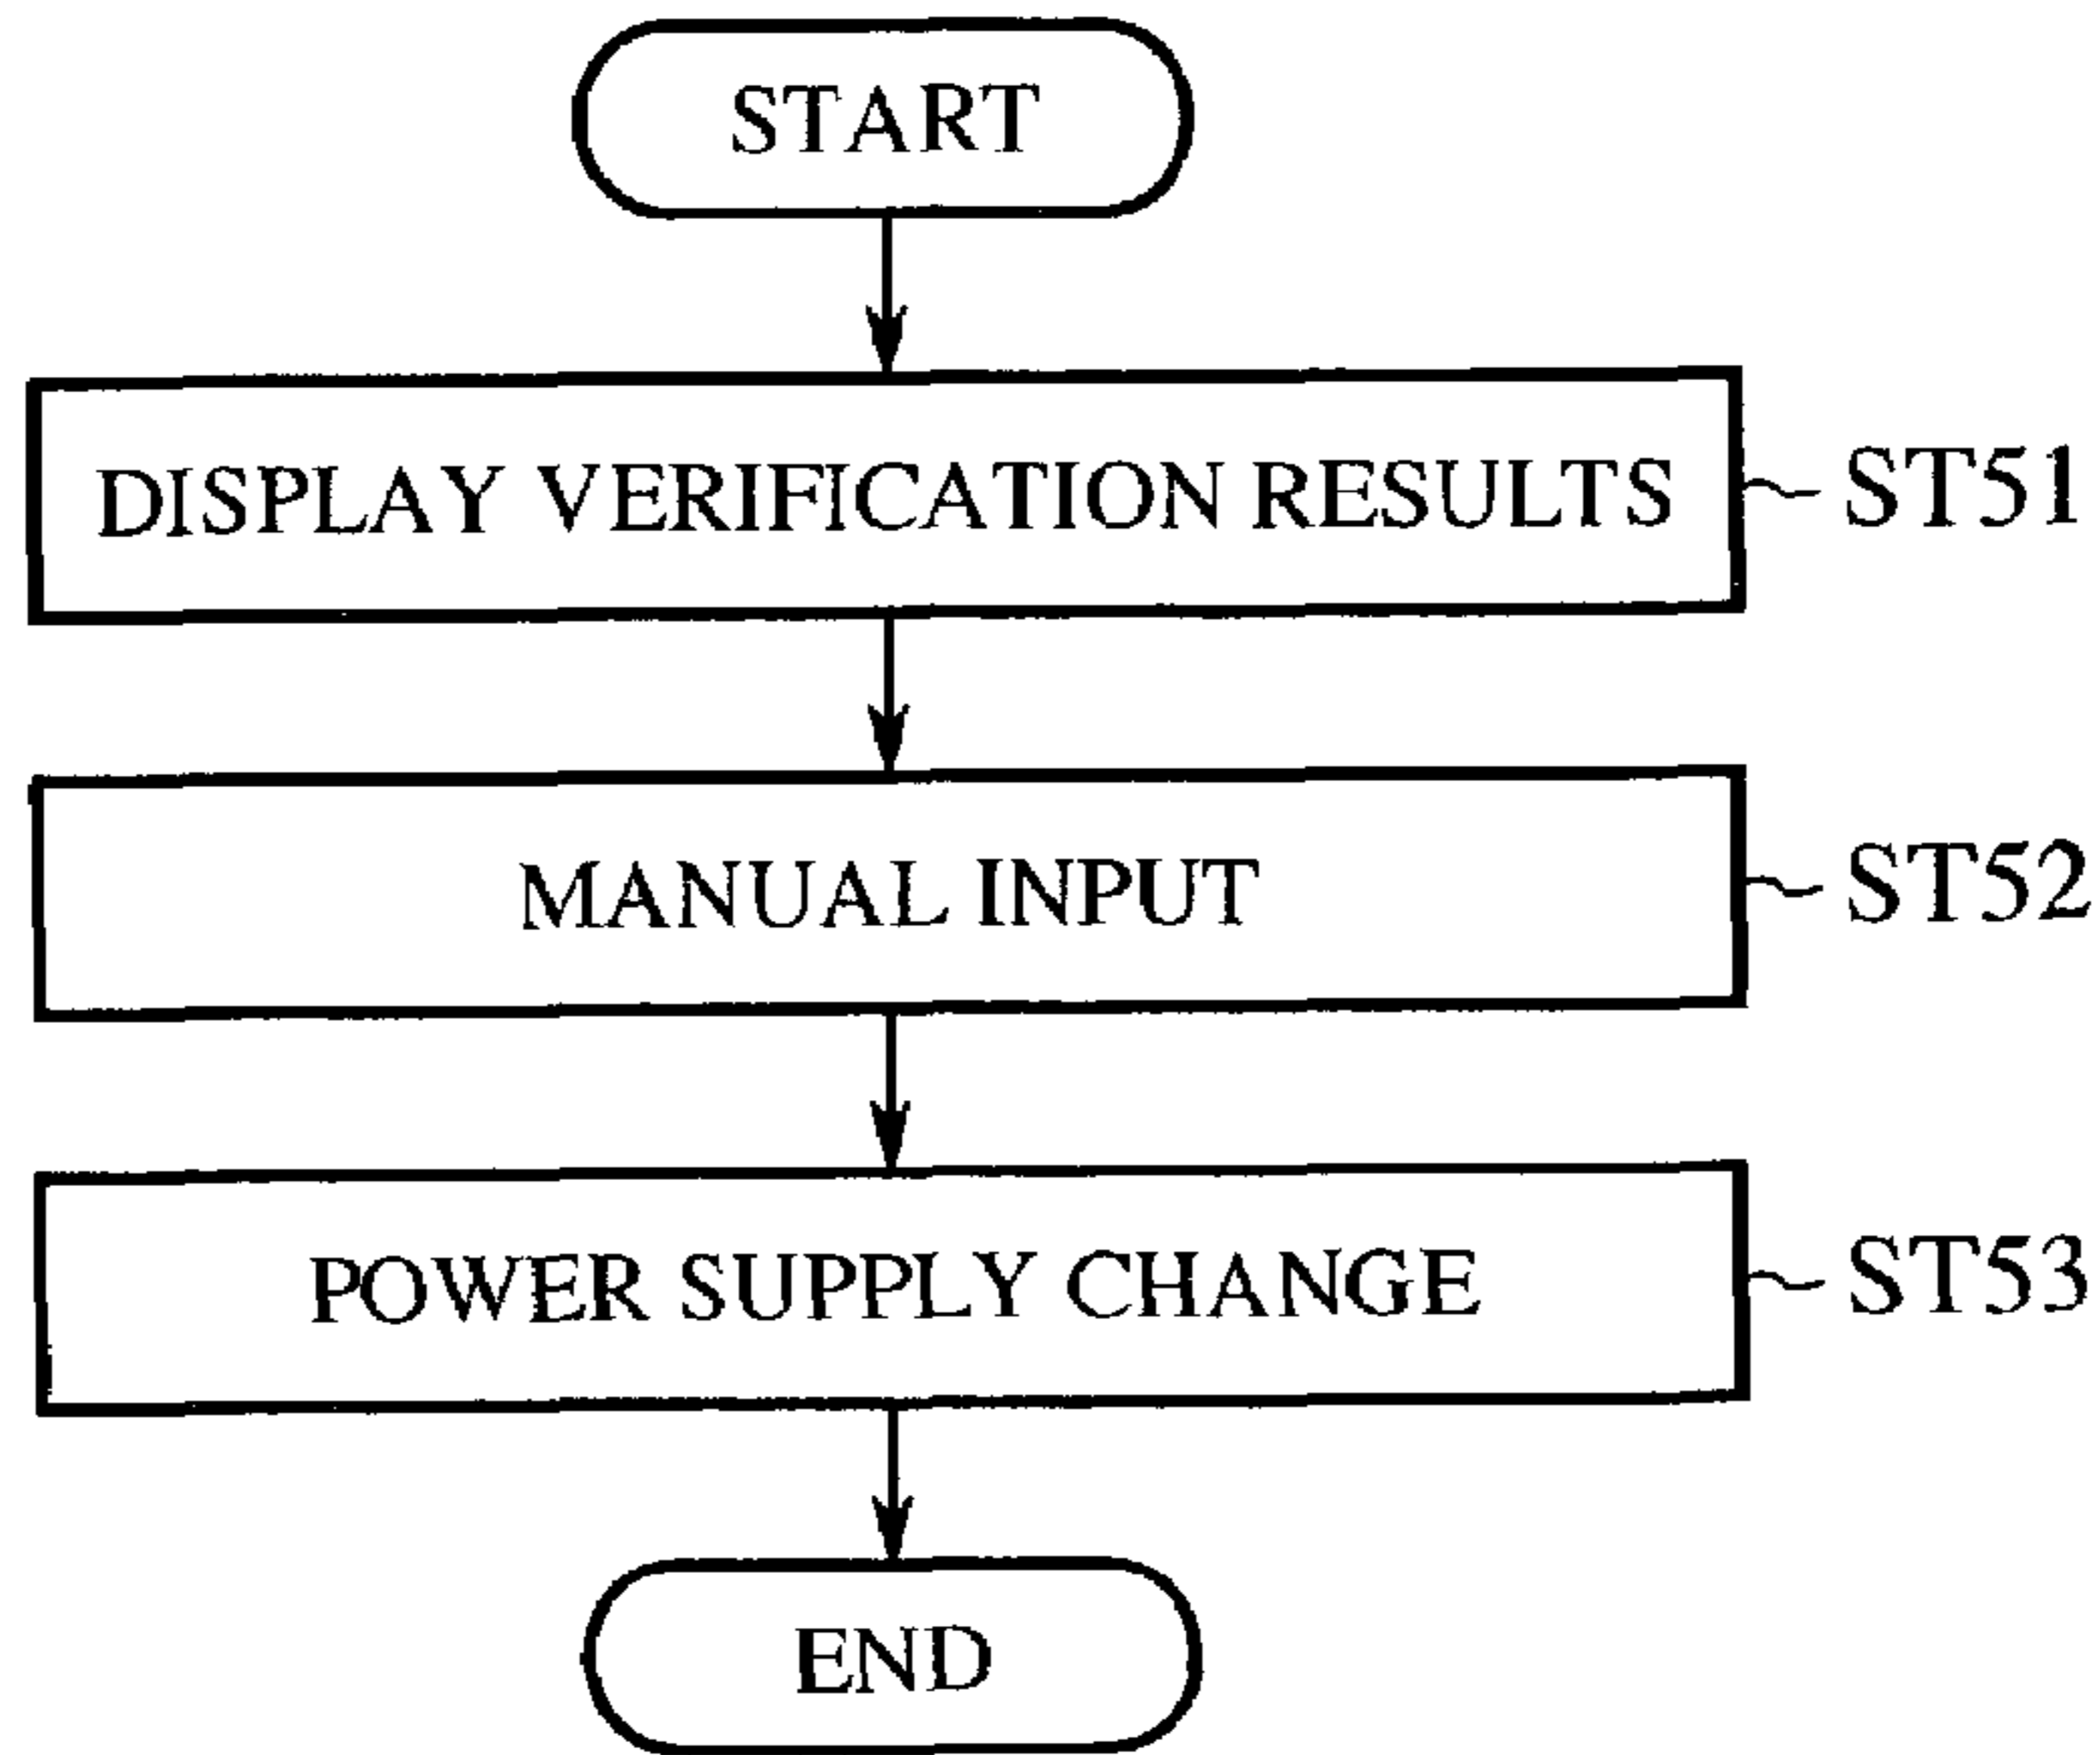 START
DISPLAY VERIFICATION RESULTS
ST51
MANUAL INPUT
ST52
POWER SUPPLY CHANGE
ST53
END